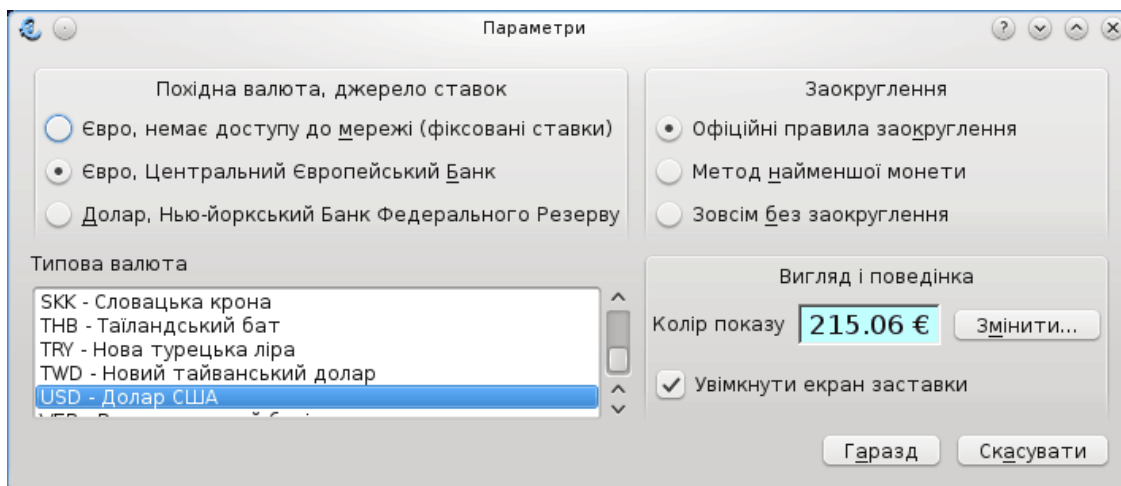 Параметри
Похідна валюта, джерело ставок
Євро, немає доступу до мережі (фіксовані ставки)
Євро, Центральний Європейський Банк
Долар, Нью-йоркський Банк Федерального Резерву
Заокруглення
Офіційні правила заокруглення
Метод найменшої монети
Зовсім без заокруглення
Типова валюта
SKK - Словацька крона
THB - Таїландський бат
TRY - Нова турецька ліра
TWD - Новий тайванський долар
USD - Долар США
Вигляд і поведінка
Колір показу 215.06 € Змінити...
Увімкнути екран заставки
Гаразд Скасувати